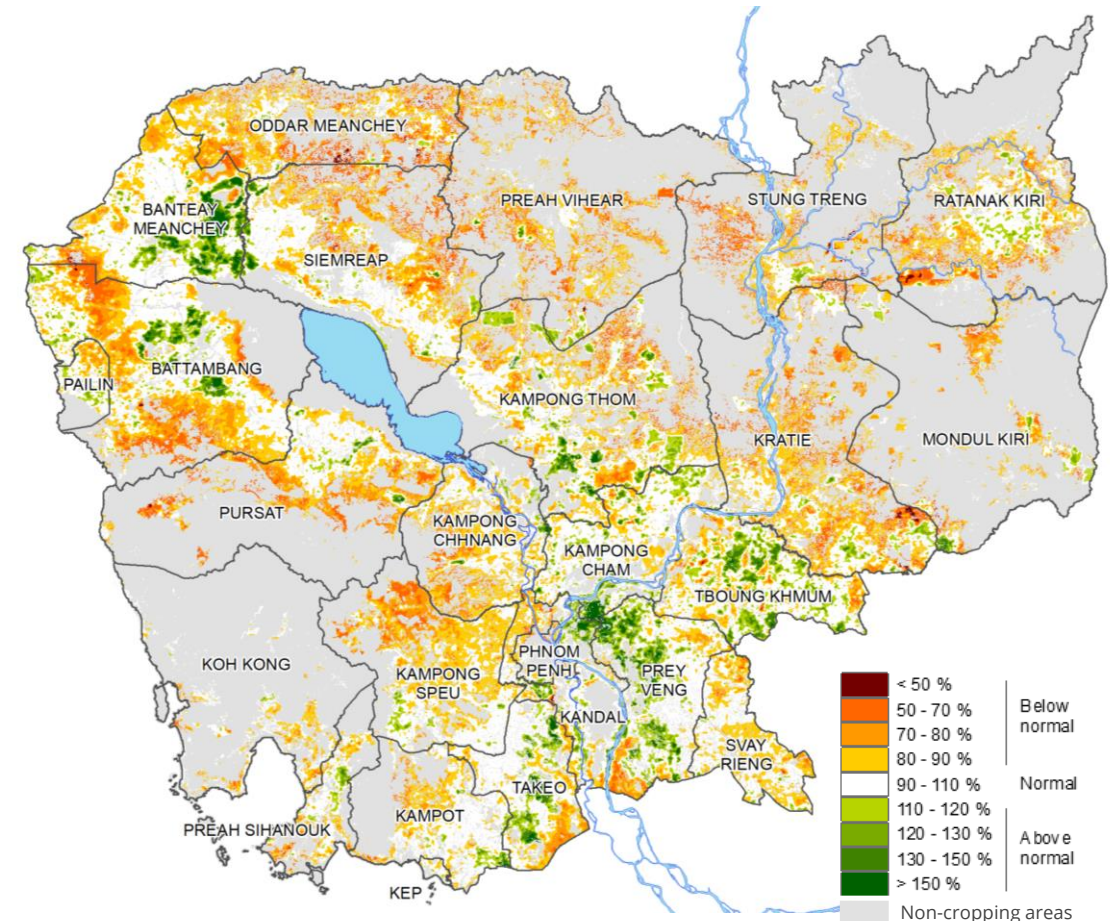 ODDAR MEANCHEY
BANTEAY
MEANCHEY
PREAH VIHEAR
STUNG TRENG
RATANAK KIRI
SIEMREAP
BATTAMBANG
PAILIN
KAMPONG THOM
KRATIE
MONDUL KIRI
PURSAT
KAMPONG
CHHNANG
KAMPONG
CHAM
TBOUNG KHMUM
KOH KONG
KAMPONG
SPEU
PHNOM
PENH
PREY
VENG
KANDAL
SVAY
RIENG
TAKEO
KAMPOT
PREAH SIHANOUK
KEP
< 50 %
50 - 70 %
70 - 80 %
80 - 90 %
90 - 110 %
110 - 120 %
120 - 130 %
130 - 150 %
> 150 %
Below
normal
Normal
Above
normal
Non-cropping areas